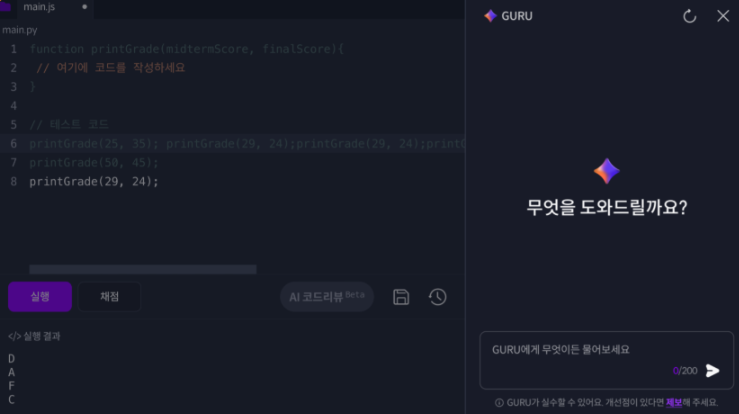 main.js
main.py
1 function printGrade(midtermScore, finalScore){
2 // 여기에 코드를 작성하세요
3 }
4
5 // 테스트 코드
6 printGrade(25, 35); printGrade(29, 24);printGrade(29, 24);print
7 printGrade(50, 45);
8 printGrade(29, 24);
실행
채점
AI 코드리뷰 Beta
</> 실행 결과
D
A
F
C
GURU
무엇을 도와드릴까요?
GURU에게 무엇이든 물어보세요
0/200
GURU가 실수할 수 있어요. 개선점이 있다면 제보해 주세요.